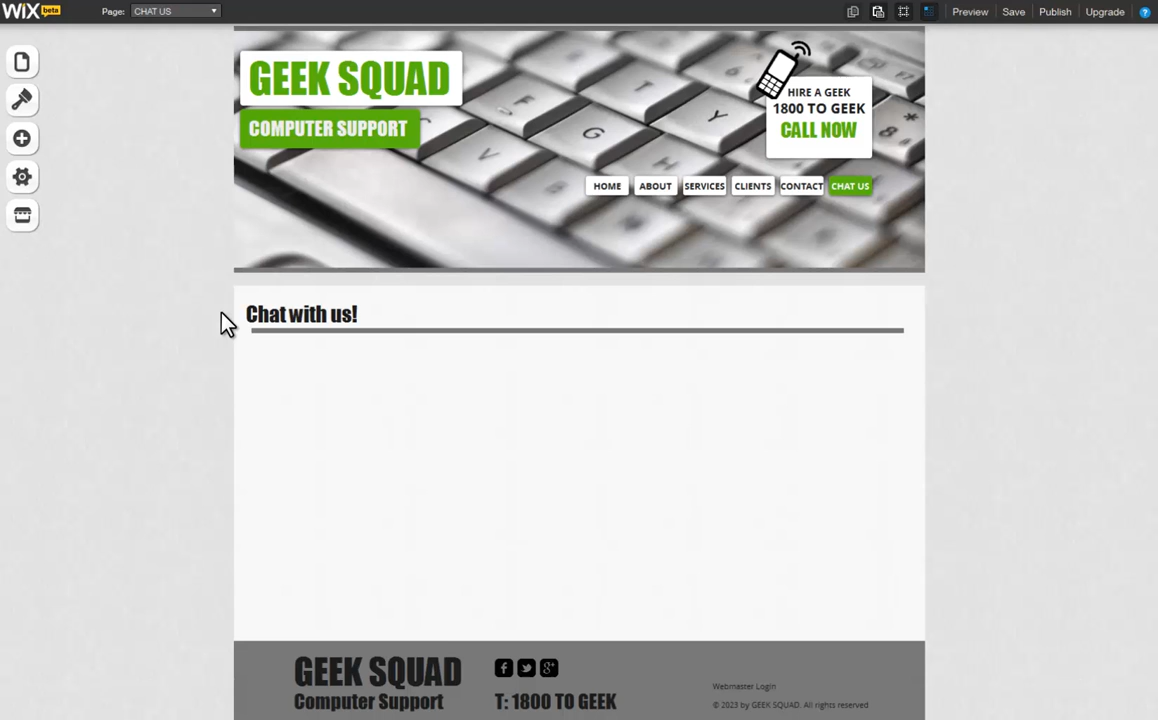 WiX beta Page: CHAT US Preview Save Publish Upgrade ?
GEEK SQUAD
COMPUTER SUPPORT
HIRE A GEEK
1800 TO GEEK
CALL NOW
HOME ABOUT SERVICES CLIENTS CONTACT CHAT US
Chat with us!
GEEK SQUAD
Computer Support
T: 1800 TO GEEK
Webmaster Login
© 2023 by GEEK SQUAD. All rights reserved